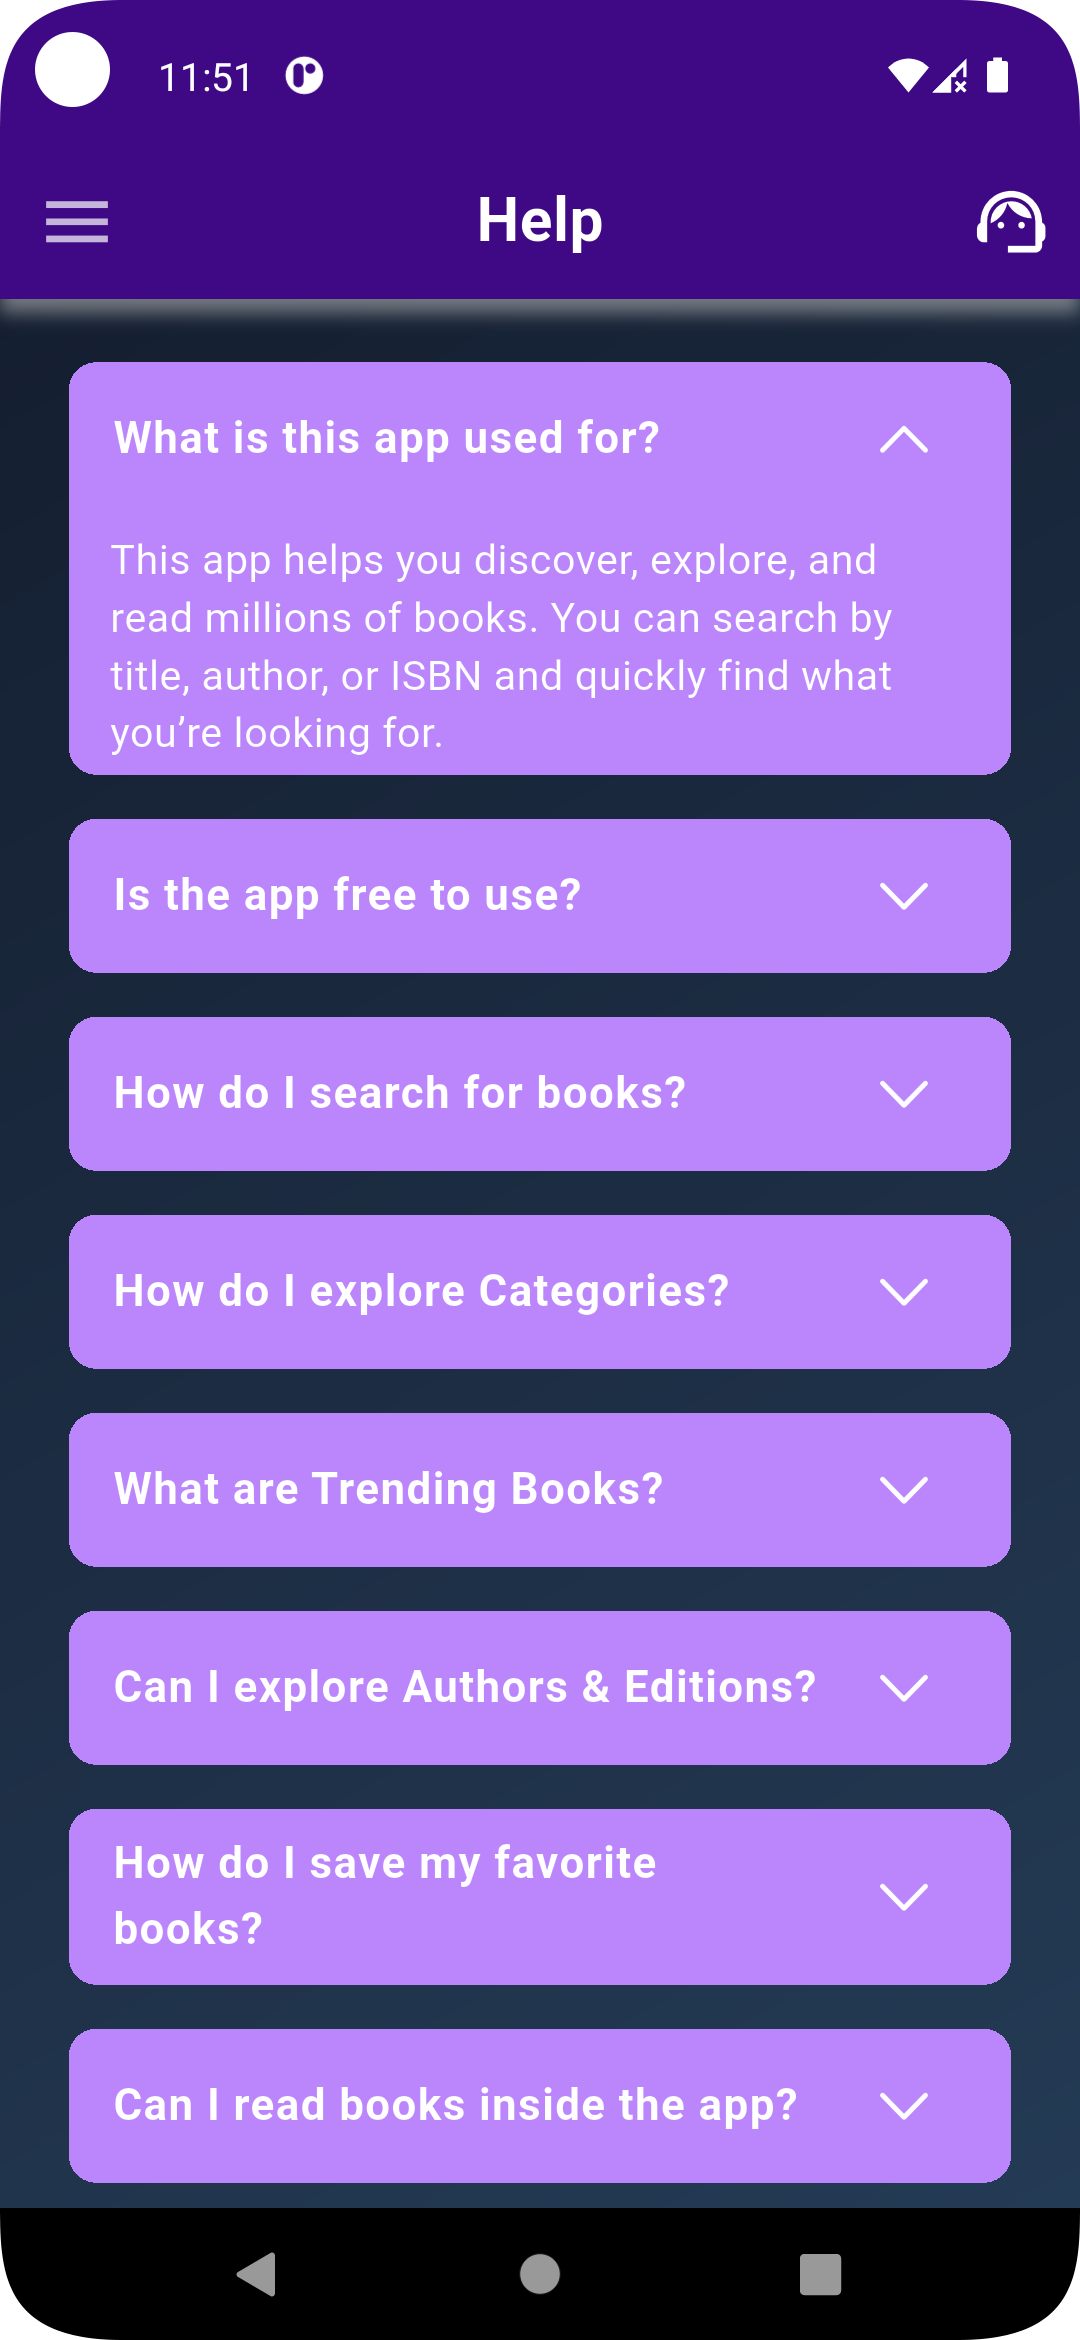 11:51
Help
What is this app used for?
This app helps you discover, explore, and
read millions of books. You can search by
title, author, or ISBN and quickly find what
you’re looking for.
Is the app free to use?
How do I search for books?
How do I explore Categories?
What are Trending Books?
Can I explore Authors & Editions?
How do I save my favorite
books?
Can I read books inside the app?